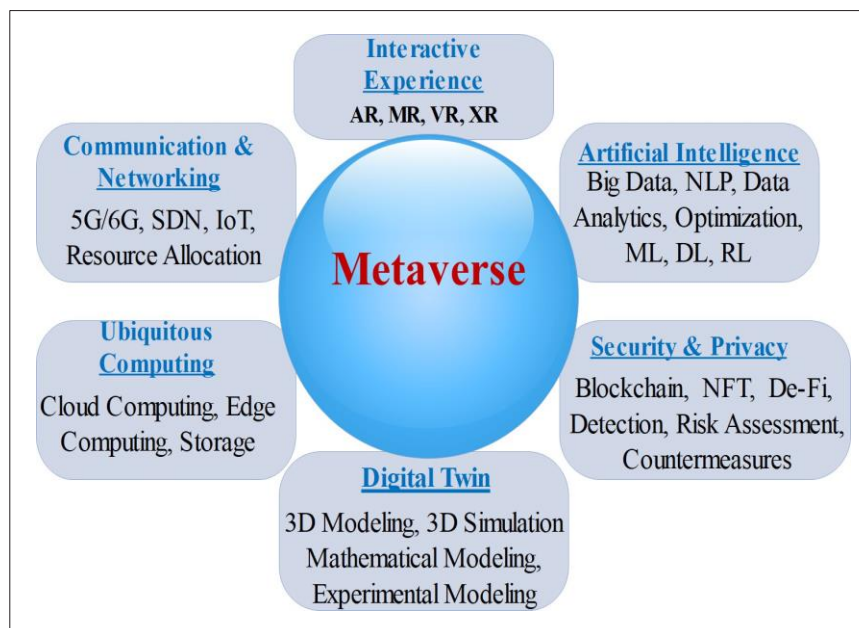 Interactive
Experience
AR, MR, VR, XR
Communication &
Networking
5G/6G, SDN, IoT,
Resource Allocation
Artificial Intelligence
Big Data, NLP, Data
Analytics, Optimization,
ML, DL, RL
Metaverse
Ubiquitous
Computing
Cloud Computing, Edge
Computing, Storage
Security & Privacy
Blockchain, NFT, De-Fi,
Detection, Risk Assessment,
Countermeasures
Digital Twin
3D Modeling, 3D Simulation
Mathematical Modeling,
Experimental Modeling